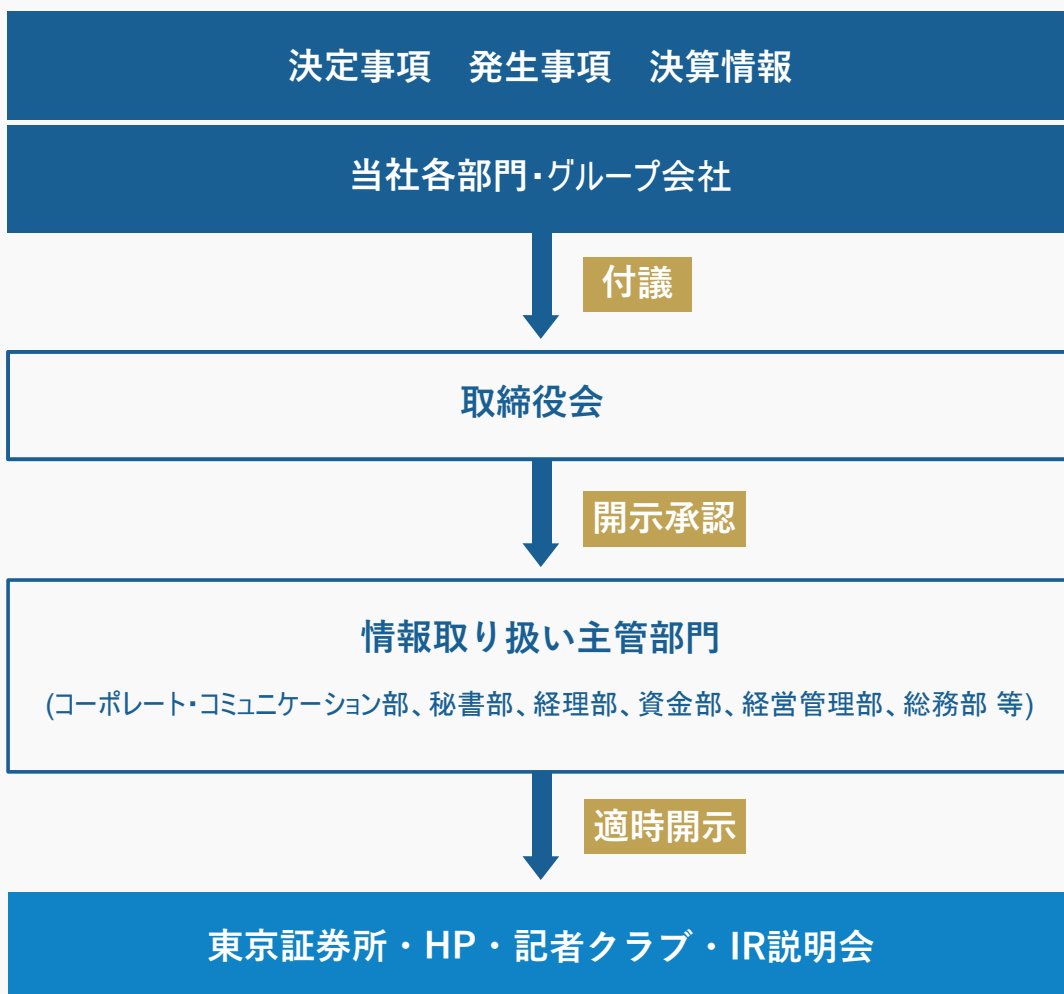 決定事項　発生事項　決算情報
当社各部門・グループ会社
付議
取締役会
開示承認
情報取り扱い主管部門
(コーポレート・コミュニケーション部、秘書部、経理部、資金部、経営管理部、総務部 等)
適時開示
東京証券所・HP・記者クラブ・IR説明会